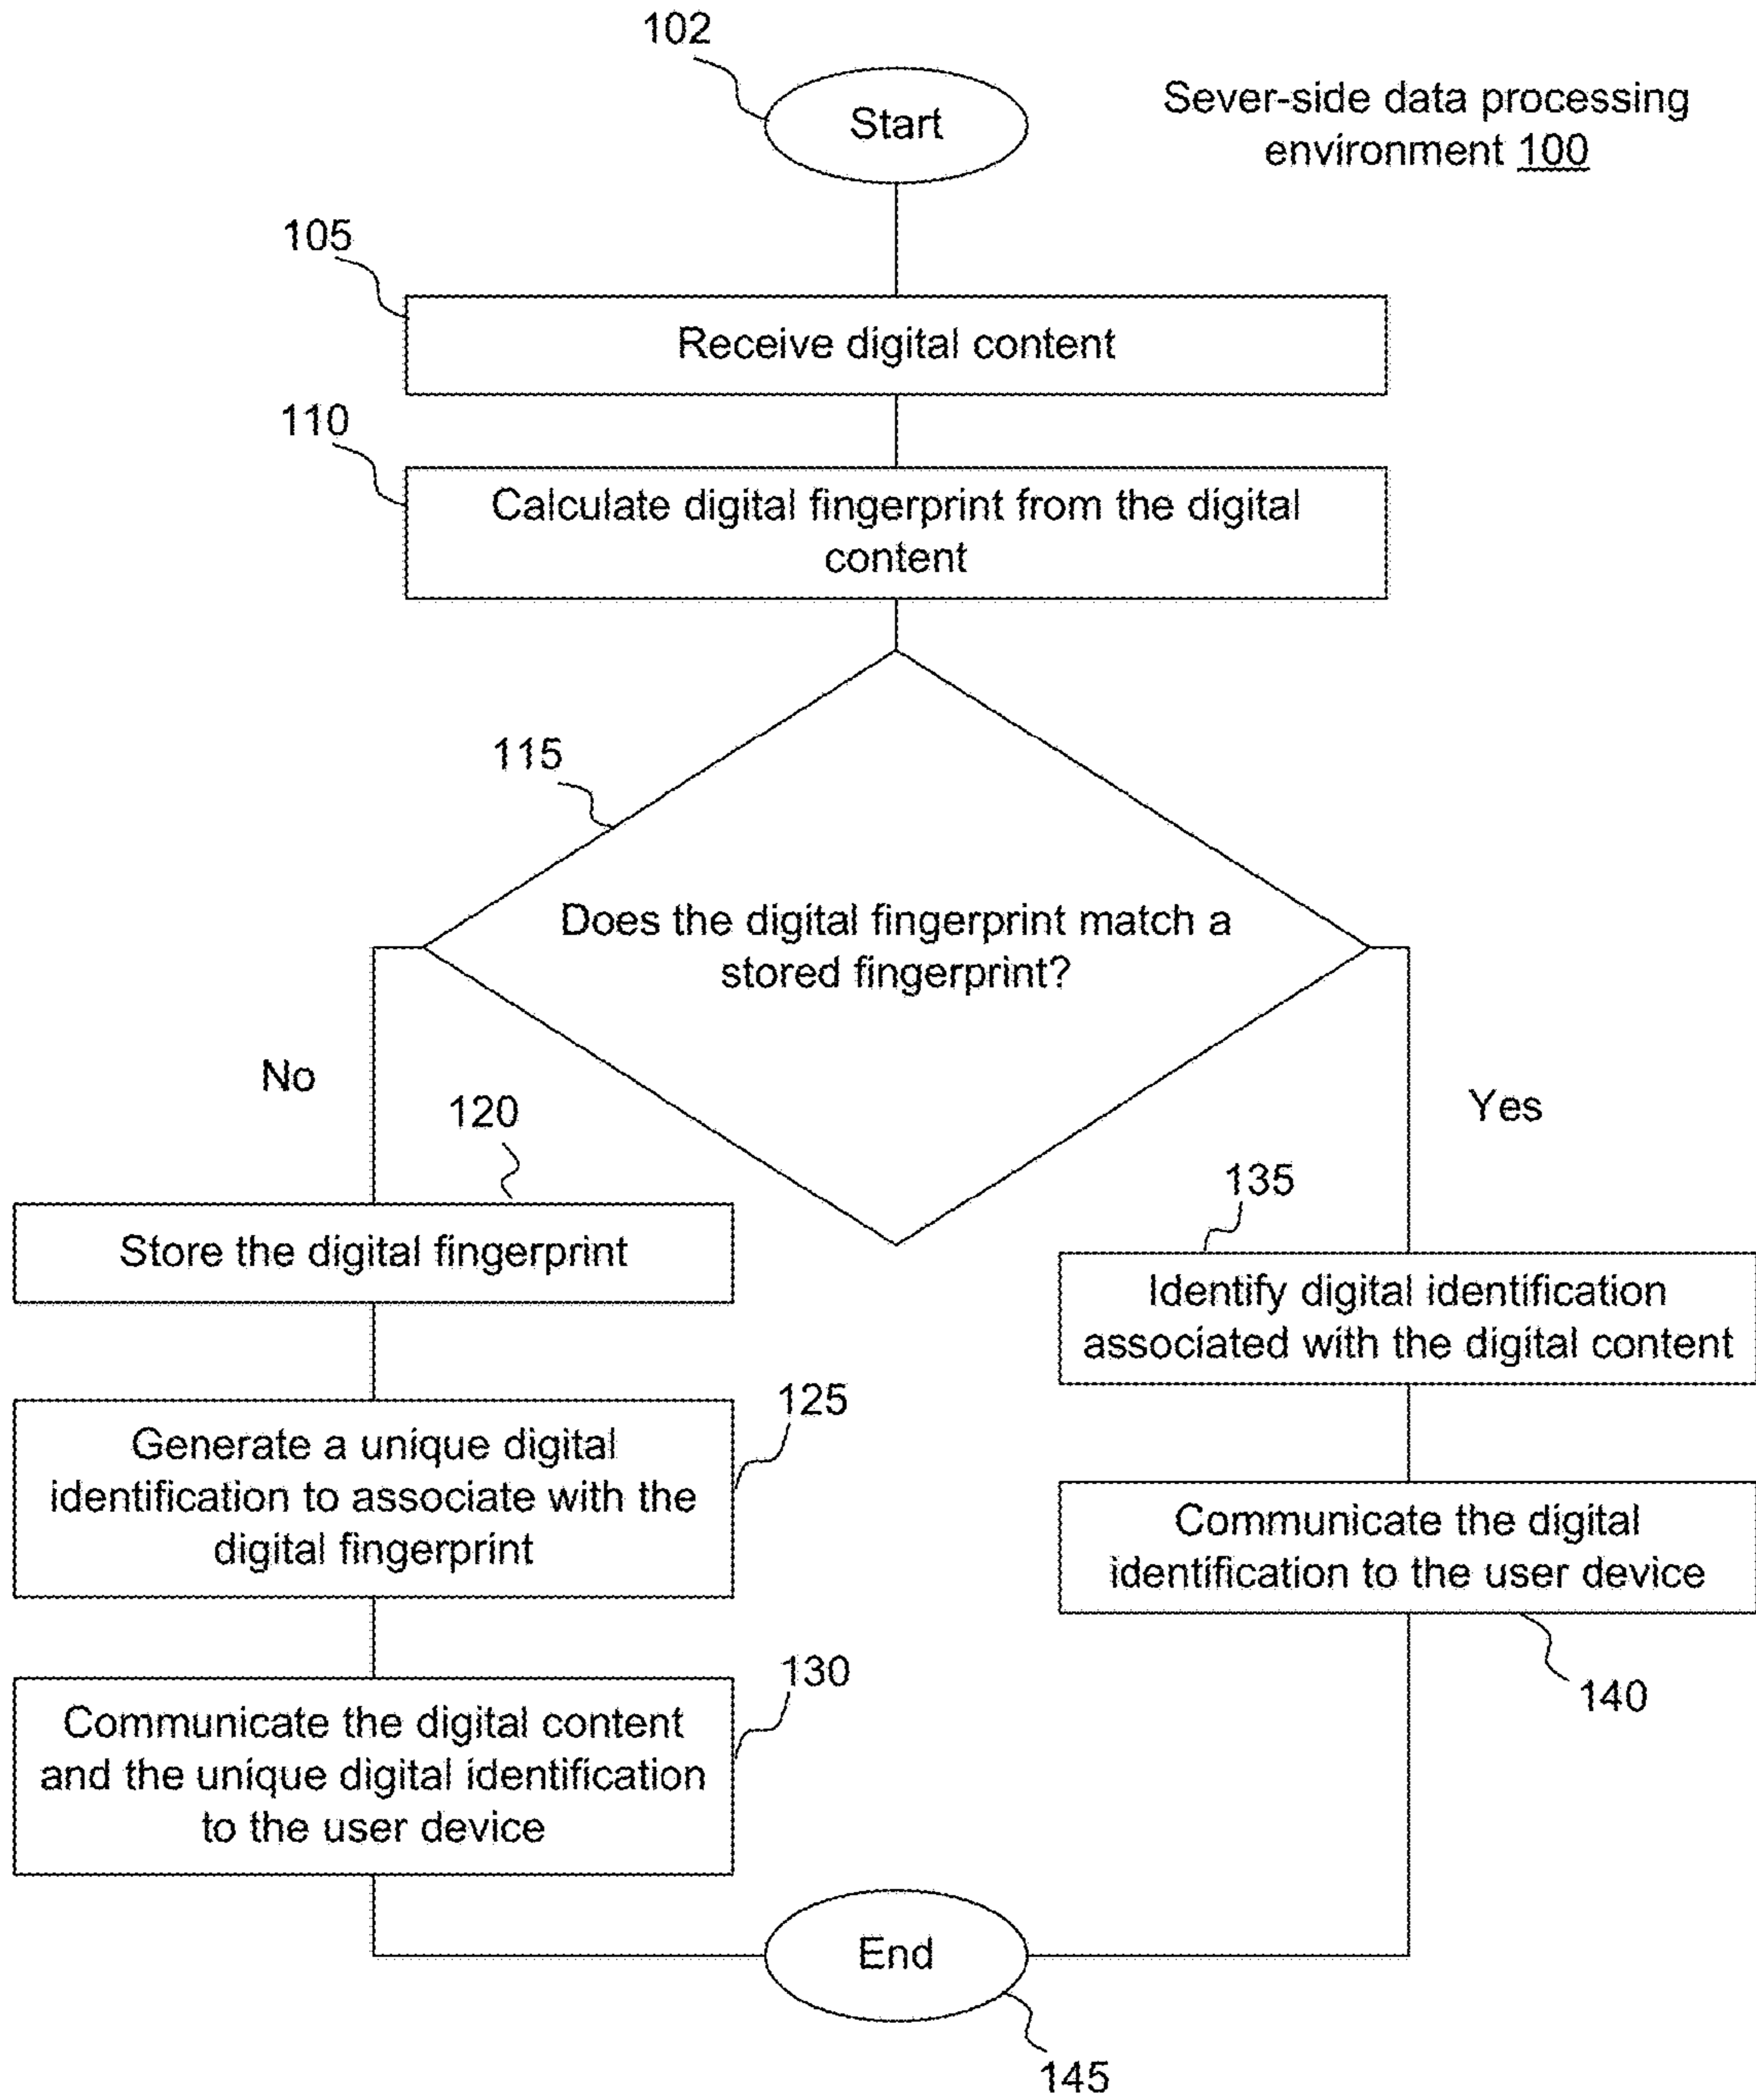 102
Start
Sever-side data processing
environment 100
105
Receive digital content
110
Calculate digital fingerprint from the digital
content
115
Does the digital fingerprint match a
stored fingerprint?
No
Yes
120
Store the digital fingerprint
135
Identify digital identification
associated with the digital content
125
Generate a unique digital
identification to associate with the
digital fingerprint
Communicate the digital
identification to the user device
140
130
Communicate the digital content
and the unique digital identification
to the user device
End
145